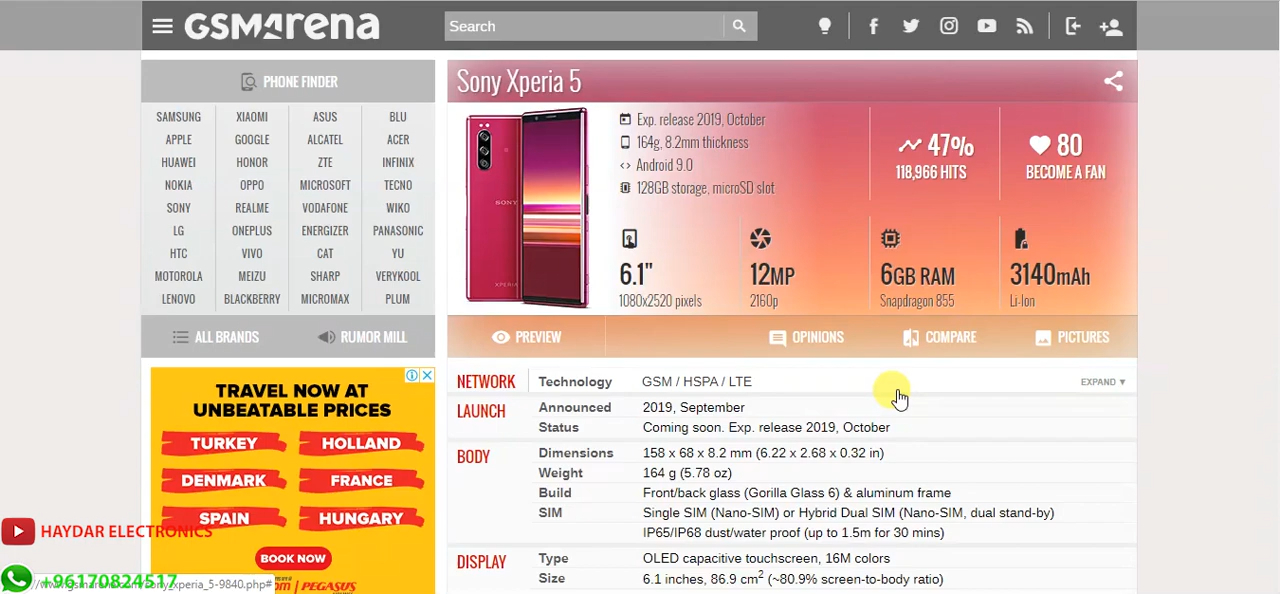 GSMArena
Search
PHONE FINDER
SAMSUNG XIAOMI ASUS BLU
APPLE GOOGLE ALCATEL ACER
HUAWEI HONOR ZTE INFINIX
NOKIA OPPO MICROSOFT TECNO
SONY REALME VODAFONE WIKO
LG ONEPLUS ENERGIZER PANASONIC
HTC VIVO CAT YU
MOTOROLA MEIZU SHARP VERYKOOL
LENOVO BLACKBERRY MICROMAX PLUM
ALL BRANDS RUMOR MILL
Sony Xperia 5
SONY
XPERIA
Exp. release 2019, October
164g, 8.2mm thickness
Android 9.0
128GB storage, microSD slot
47%
118,966 HITS
80
BECOME A FAN
6.1"
1080x2520 pixels
12MP
2160p
6GB RAM
Snapdragon 855
3140mAh
Li-Ion
PREVIEW OPINIONS COMPARE PICTURES
NETWORK Technology GSM / HSPA / LTE EXPAND ▼
LAUNCH Announced 2019, September
Status Coming soon. Exp. release 2019, October
BODY Dimensions 158 x 68 x 8.2 mm (6.22 x 2.68 x 0.32 in)
Weight 164 g (5.78 oz)
Build Front/back glass (Gorilla Glass 6) & aluminum frame
SIM Single SIM (Nano-SIM) or Hybrid Dual SIM (Nano-SIM, dual stand-by)
IP65/IP68 dust/water proof (up to 1.5m for 30 mins)
DISPLAY Type OLED capacitive touchscreen, 16M colors
Size 6.1 inches, 86.9 cm2 (~80.9% screen-to-body ratio)
TRAVEL NOW AT
UNBEATABLE PRICES
TURKEY HOLLAND
DENMARK FRANCE
SPAIN HUNGARY
BOOK NOW
PEGASUS
HAYDAR ELECTRONICS
+96170824517
//www.gsmarena.com/sony_xperia_5-9840.php#